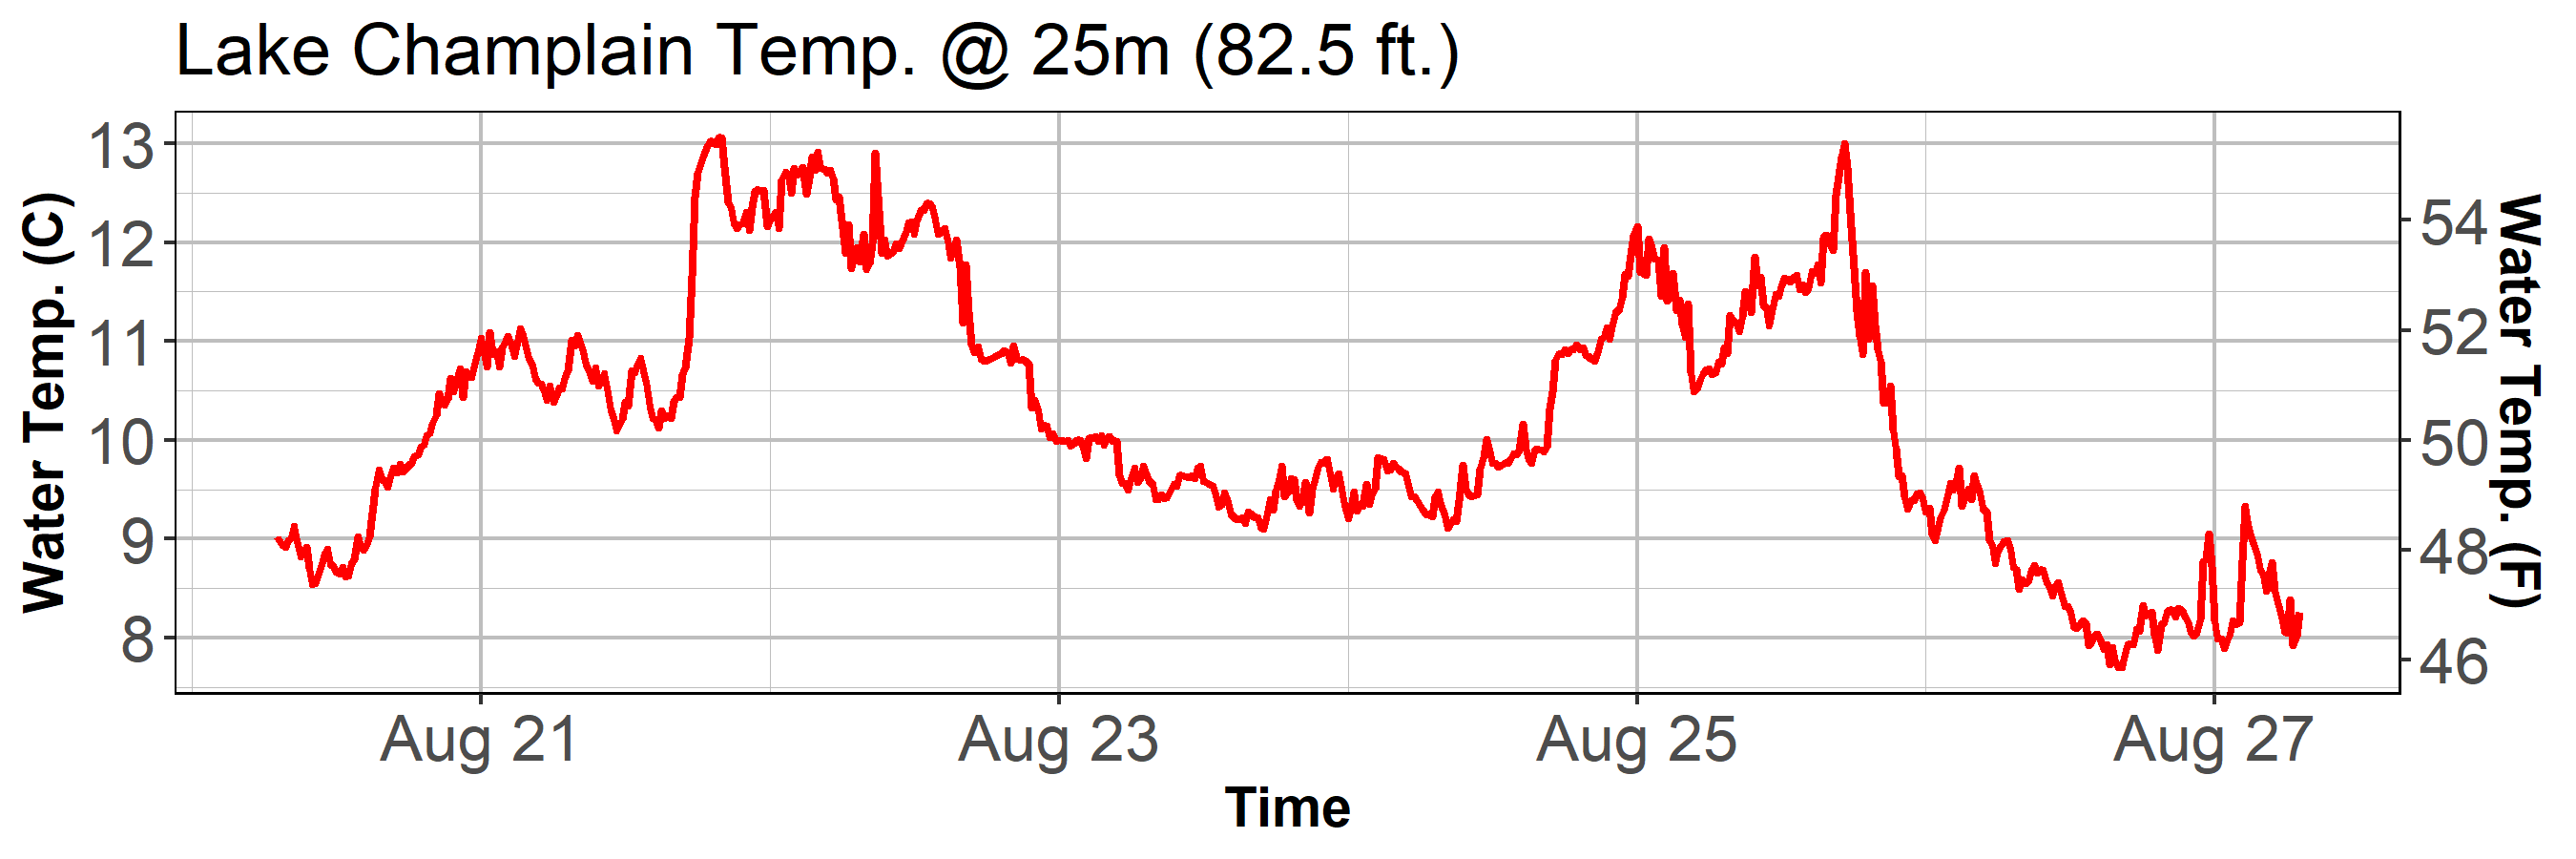 Lake Champlain Temp. @ 25m (82.5 ft.)
Water Temp. (C)
13
12
11
10
9
8
54
52
50
48
46
Water Temp. (F)
Aug 21 Aug 23 Aug 25 Aug 27
Time